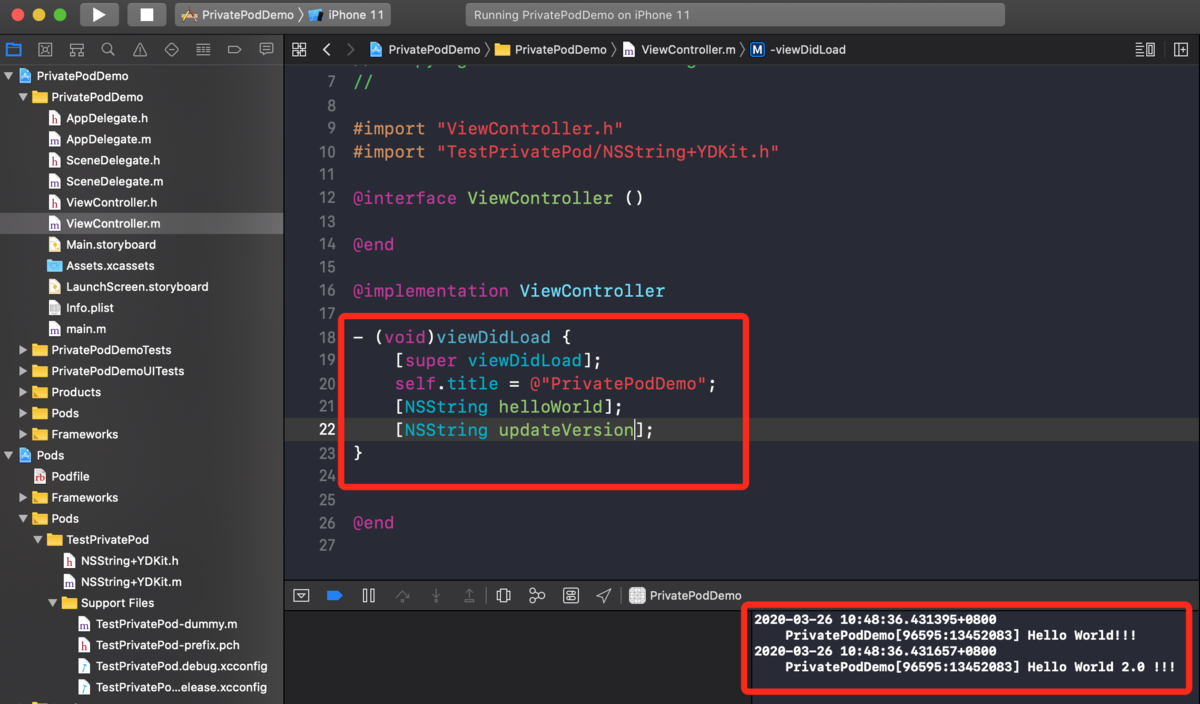 PrivatePodDemo
iPhone 11
Running PrivatePodDemo on iPhone 11
PrivatePodDemo
PrivatePodDemo
ViewController.m
M -viewDidLoad
PrivatePodDemo
PrivatePodDemo
h AppDelegate.h
m AppDelegate.m
h SceneDelegate.h
m SceneDelegate.m
h ViewController.h
m ViewController.m
Main.storyboard
Assets.xcassets
LaunchScreen.storyboard
Info.plist
m main.m
PrivatePodDemoTests
PrivatePodDemoUITests
Products
Pods
Frameworks
Pods
rb Podfile
Frameworks
Pods
TestPrivatePod
h NSString+YDKit.h
m NSString+YDKit.m
Support Files
m TestPrivatePod-dummy.m
h TestPrivatePod-prefix.pch
TestPrivatePod.debug.xcconfig
TestPrivatePo...elease.xcconfig
7 //
8
9 #import "ViewController.h"
10 #import "TestPrivatePod/NSString+YDKit.h"
11
12 @interface ViewController ()
13
14 @end
15
16 @implementation ViewController
17
18 - (void)viewDidLoad {
19 [super viewDidLoad];
20 self.title = @"PrivatePodDemo";
21 [NSString helloWorld];
22 [NSString updateVersion];
23 }
24
25
26 @end
27
PrivatePodDemo
2020-03-26 10:48:36.431395+0800
PrivatePodDemo[96595:13452083] Hello World!!!
2020-03-26 10:48:36.431657+0800
PrivatePodDemo[96595:13452083] Hello World 2.0 !!!